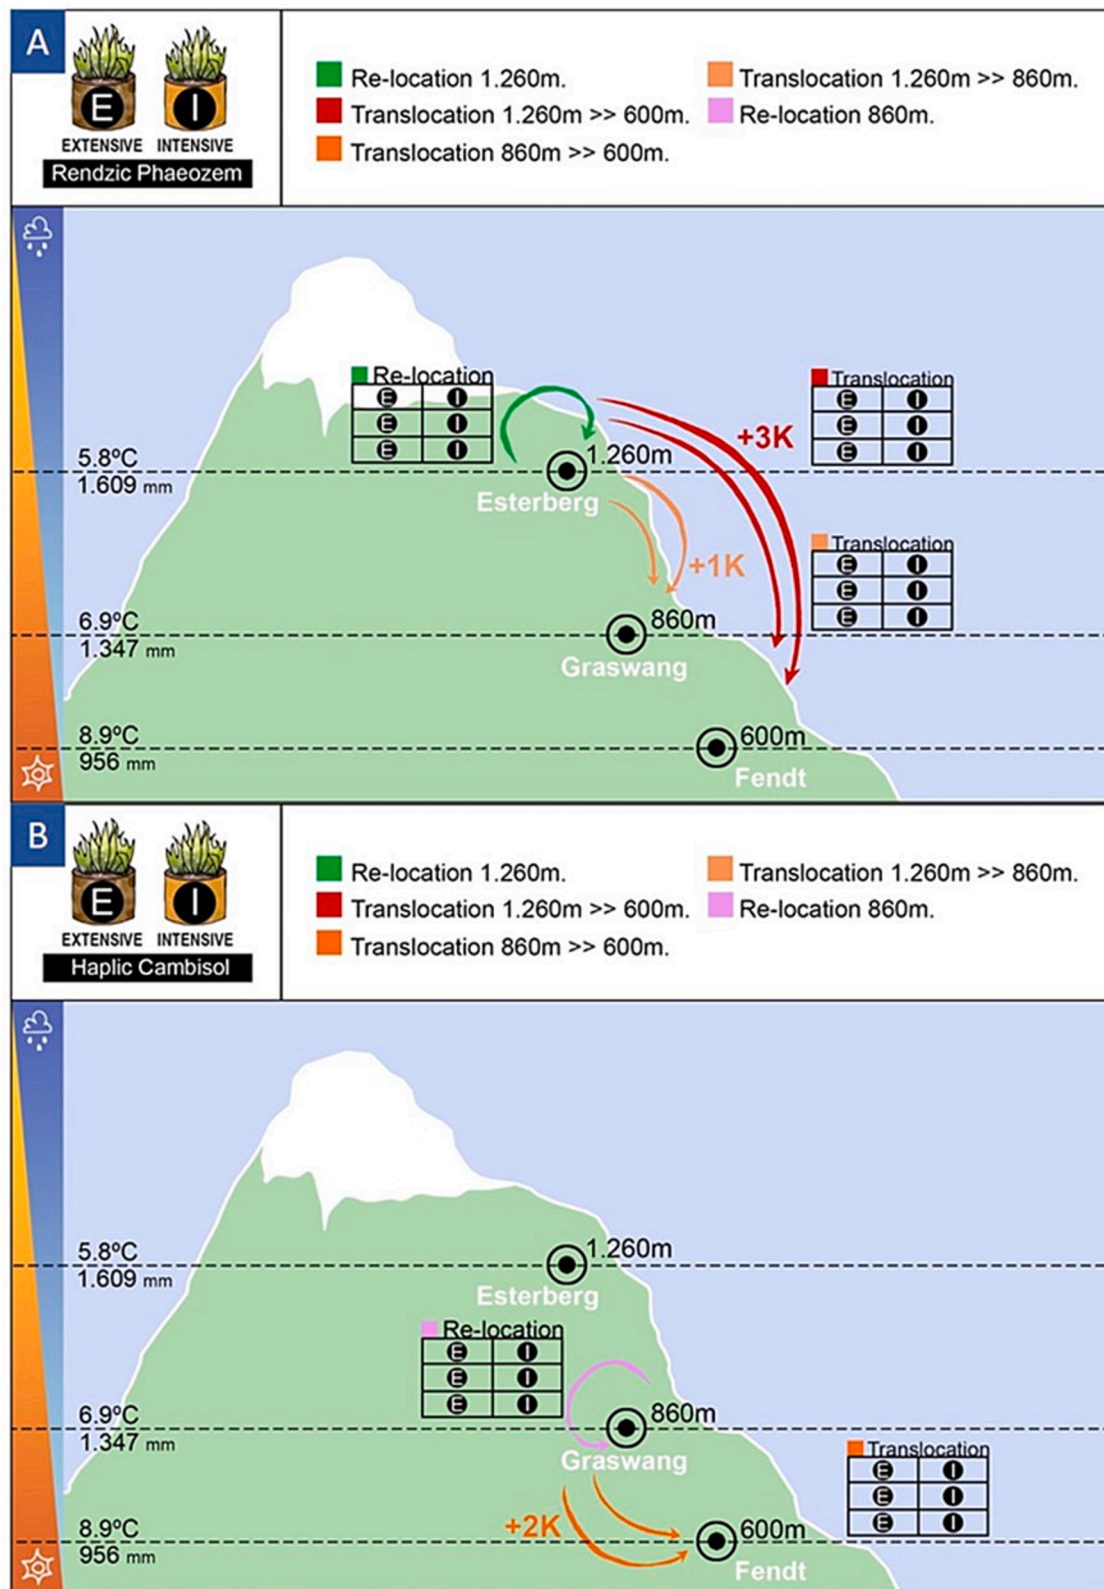 A
E I
EXTENSIVE INTENSIVE
Rendzic Phaeozem
Re-location 1.260m.
Translocation 1.260m >> 600m.
Translocation 860m >> 600m.
Translocation 1.260m >> 860m.
Re-location 860m.
Re-location
E I
E I
E I
Translocation
E I
E I
E I
+3K
5.8ºC
1.609 mm
1.260m
Esterberg
Translocation
E I
E I
E I
+1K
6.9ºC
1.347 mm
860m
Graswang
8.9ºC
956 mm
600m
Fendt
B
E I
EXTENSIVE INTENSIVE
Haplic Cambisol
Re-location 1.260m.
Translocation 1.260m >> 600m.
Translocation 860m >> 600m.
Translocation 1.260m >> 860m.
Re-location 860m.
5.8ºC
1.609 mm
1.260m
Esterberg
Re-location
E I
E I
E I
6.9ºC
1.347 mm
860m
Graswang
Translocation
E I
E I
E I
+2K
8.9ºC
956 mm
600m
Fendt